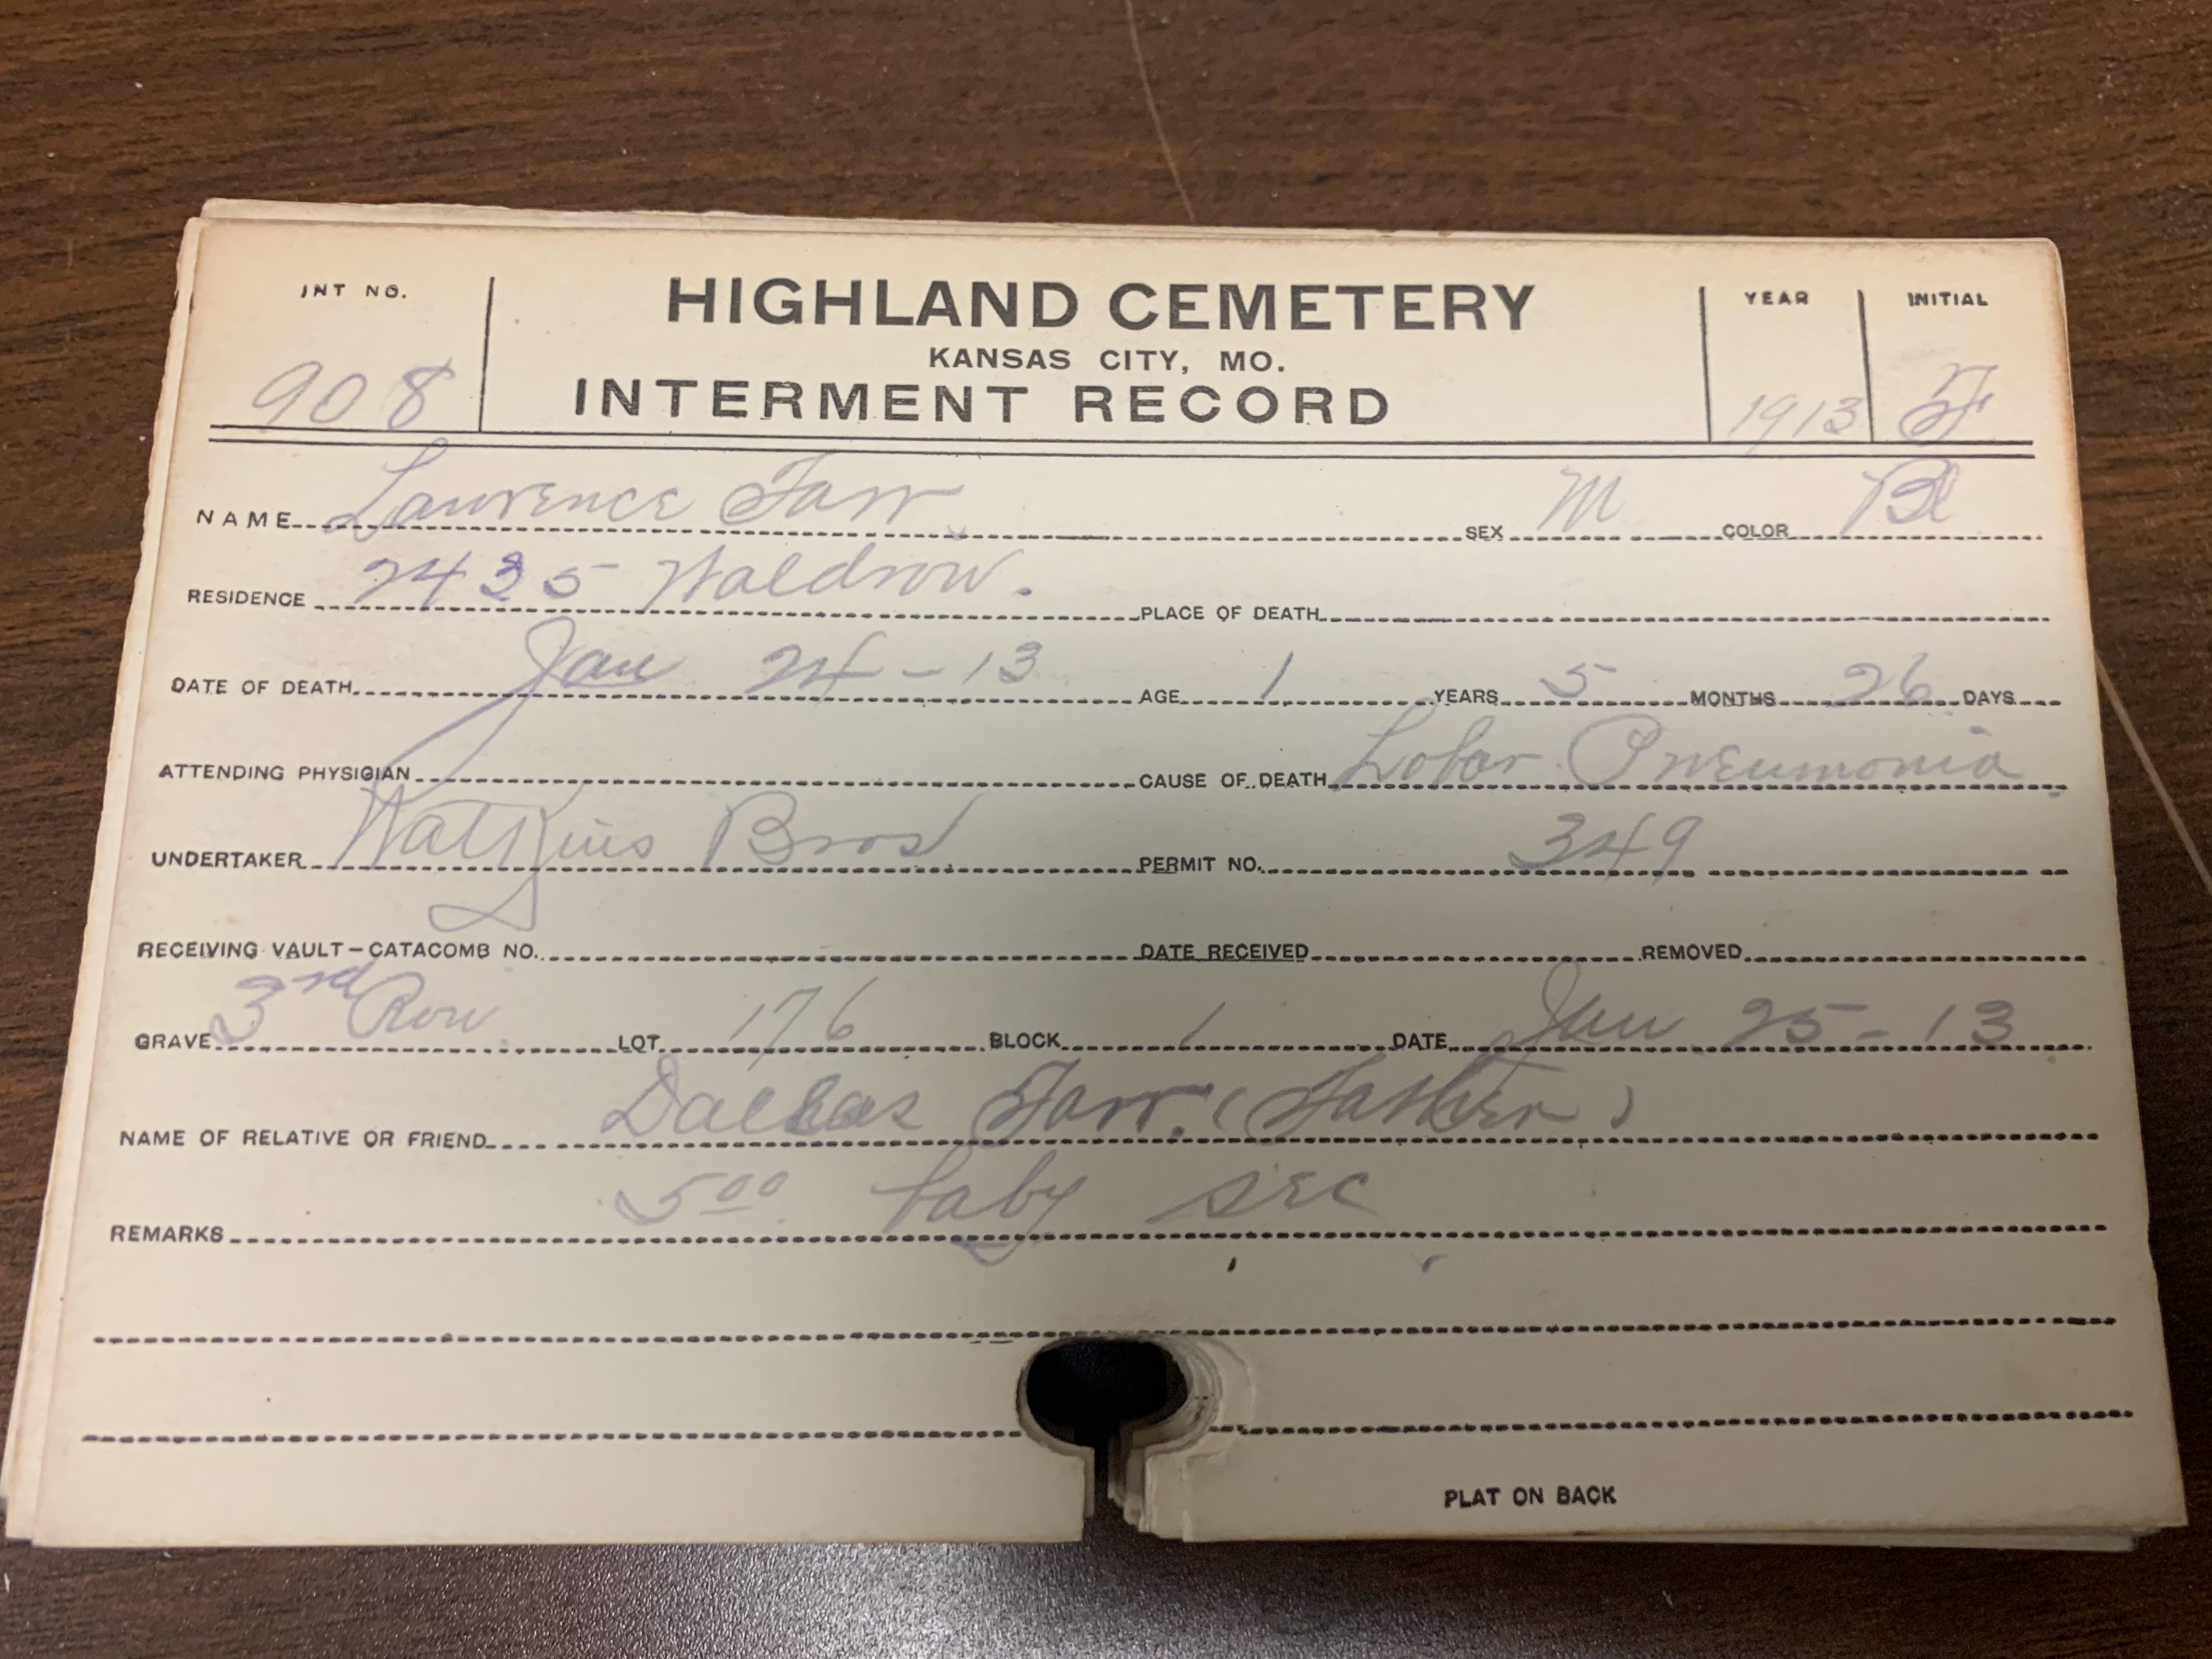 INT NO. HIGHLAND CEMETERY YEAR INITIAL
KANSAS CITY, MO.
908 INTERMENT RECORD 1913 F
NAME Lawrence Farr SEX M COLOR Bl
RESIDENCE 2435 Waldrow. PLACE OF DEATH
DATE OF DEATH Jan 24-13 AGE 1 YEARS 5 MONTHS 26 DAYS
ATTENDING PHYSICIAN CAUSE OF DEATH Lobar Pneumonia
UNDERTAKER Watkins Bros PERMIT NO. 349
RECEIVING VAULT-CATACOMB NO. DATE RECEIVED REMOVED
GRAVE 3rd Row LOT 176 BLOCK 1 DATE Jan 25-13
NAME OF RELATIVE OR FRIEND Dallas Farr. (Father)
REMARKS 5 00 baby sec
PLAT ON BACK